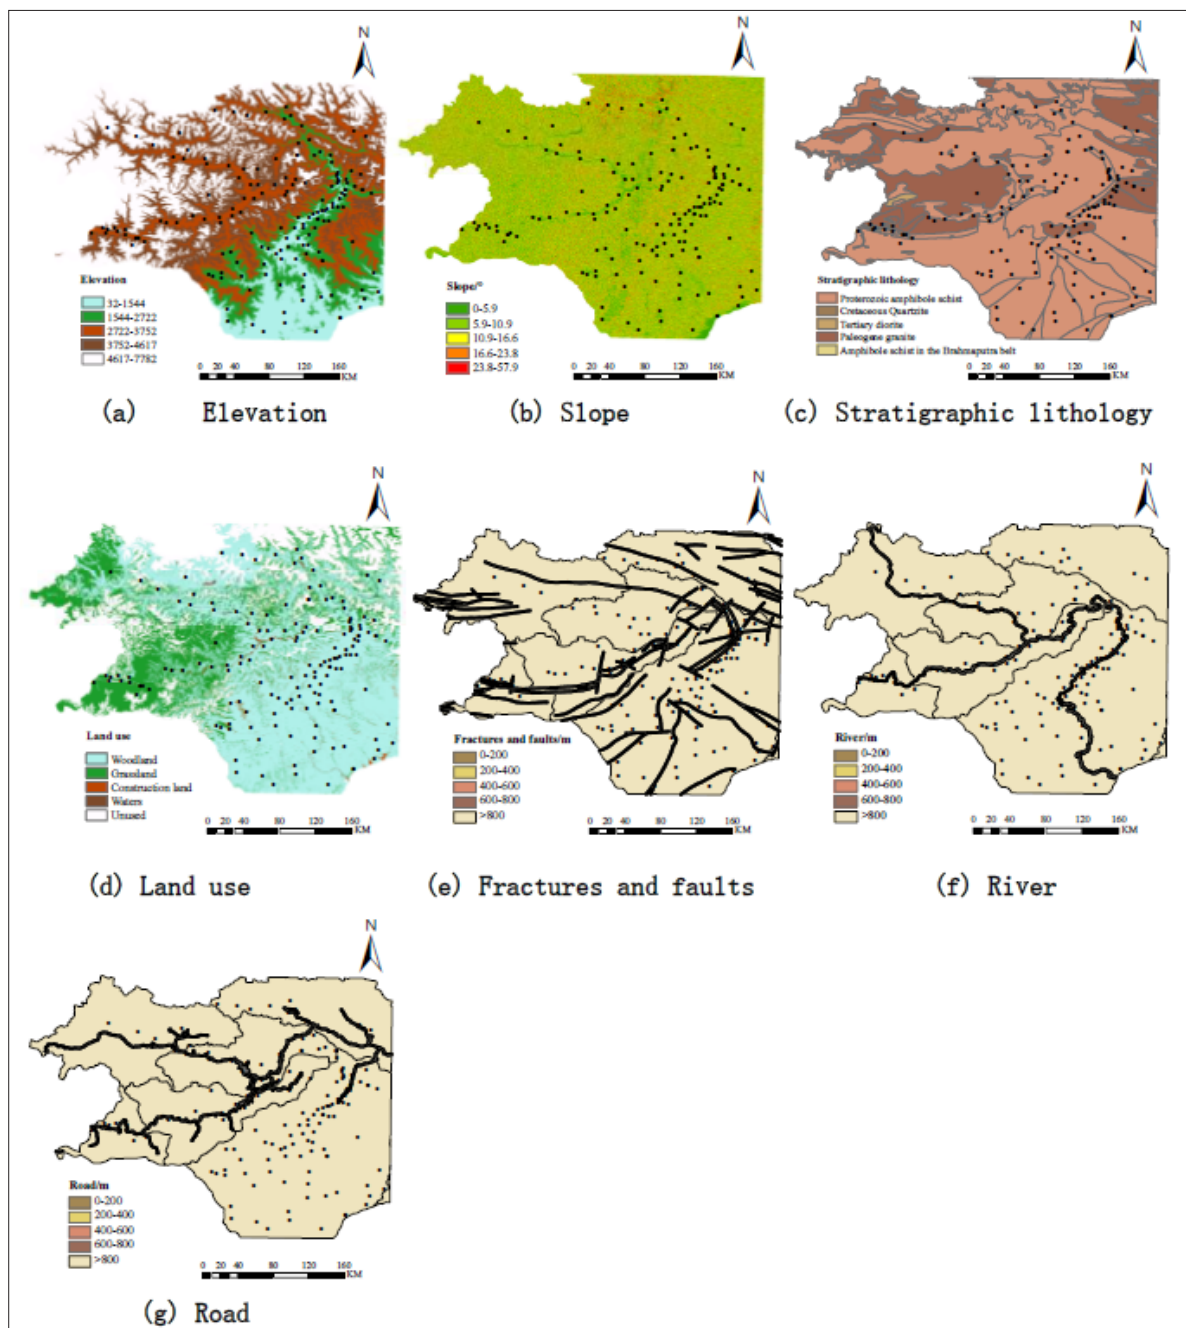 N
N
N
Elevation
32-1544
1544-2722
2722-3752
3752-4617
4617-7782
0 20 40 80 120 160
KM
Slope/°
0-5.9
5.9-10.9
10.9-16.6
16.6-23.8
23.8-57.9
0 20 40 80 120 160
KM
Stratigraphic lithology
Proterozoic amphibole schist
Cretaceous Quartzite
Tertiary diorite
Paleogene granite
Amphibole schist in the Brahmaputra belt
0 20 40 80 120 160
KM
(a) Elevation
(b) Slope
(c) Stratigraphic lithology
N
N
N
Land use
Woodland
Grassland
Construction land
Waters
Unused
0 20 40 80 120 160
KM
Fractures and faults/m
0-200
200-400
400-600
600-800
>800
0 20 40 80 120 160
KM
River/m
0-200
200-400
400-600
600-800
>800
0 20 40 80 120 160
KM
(d) Land use
(e) Fractures and faults
(f) River
N
Road/m
0-200
200-400
400-600
600-800
>800
0 20 40 80 120 160
KM
(g) Road